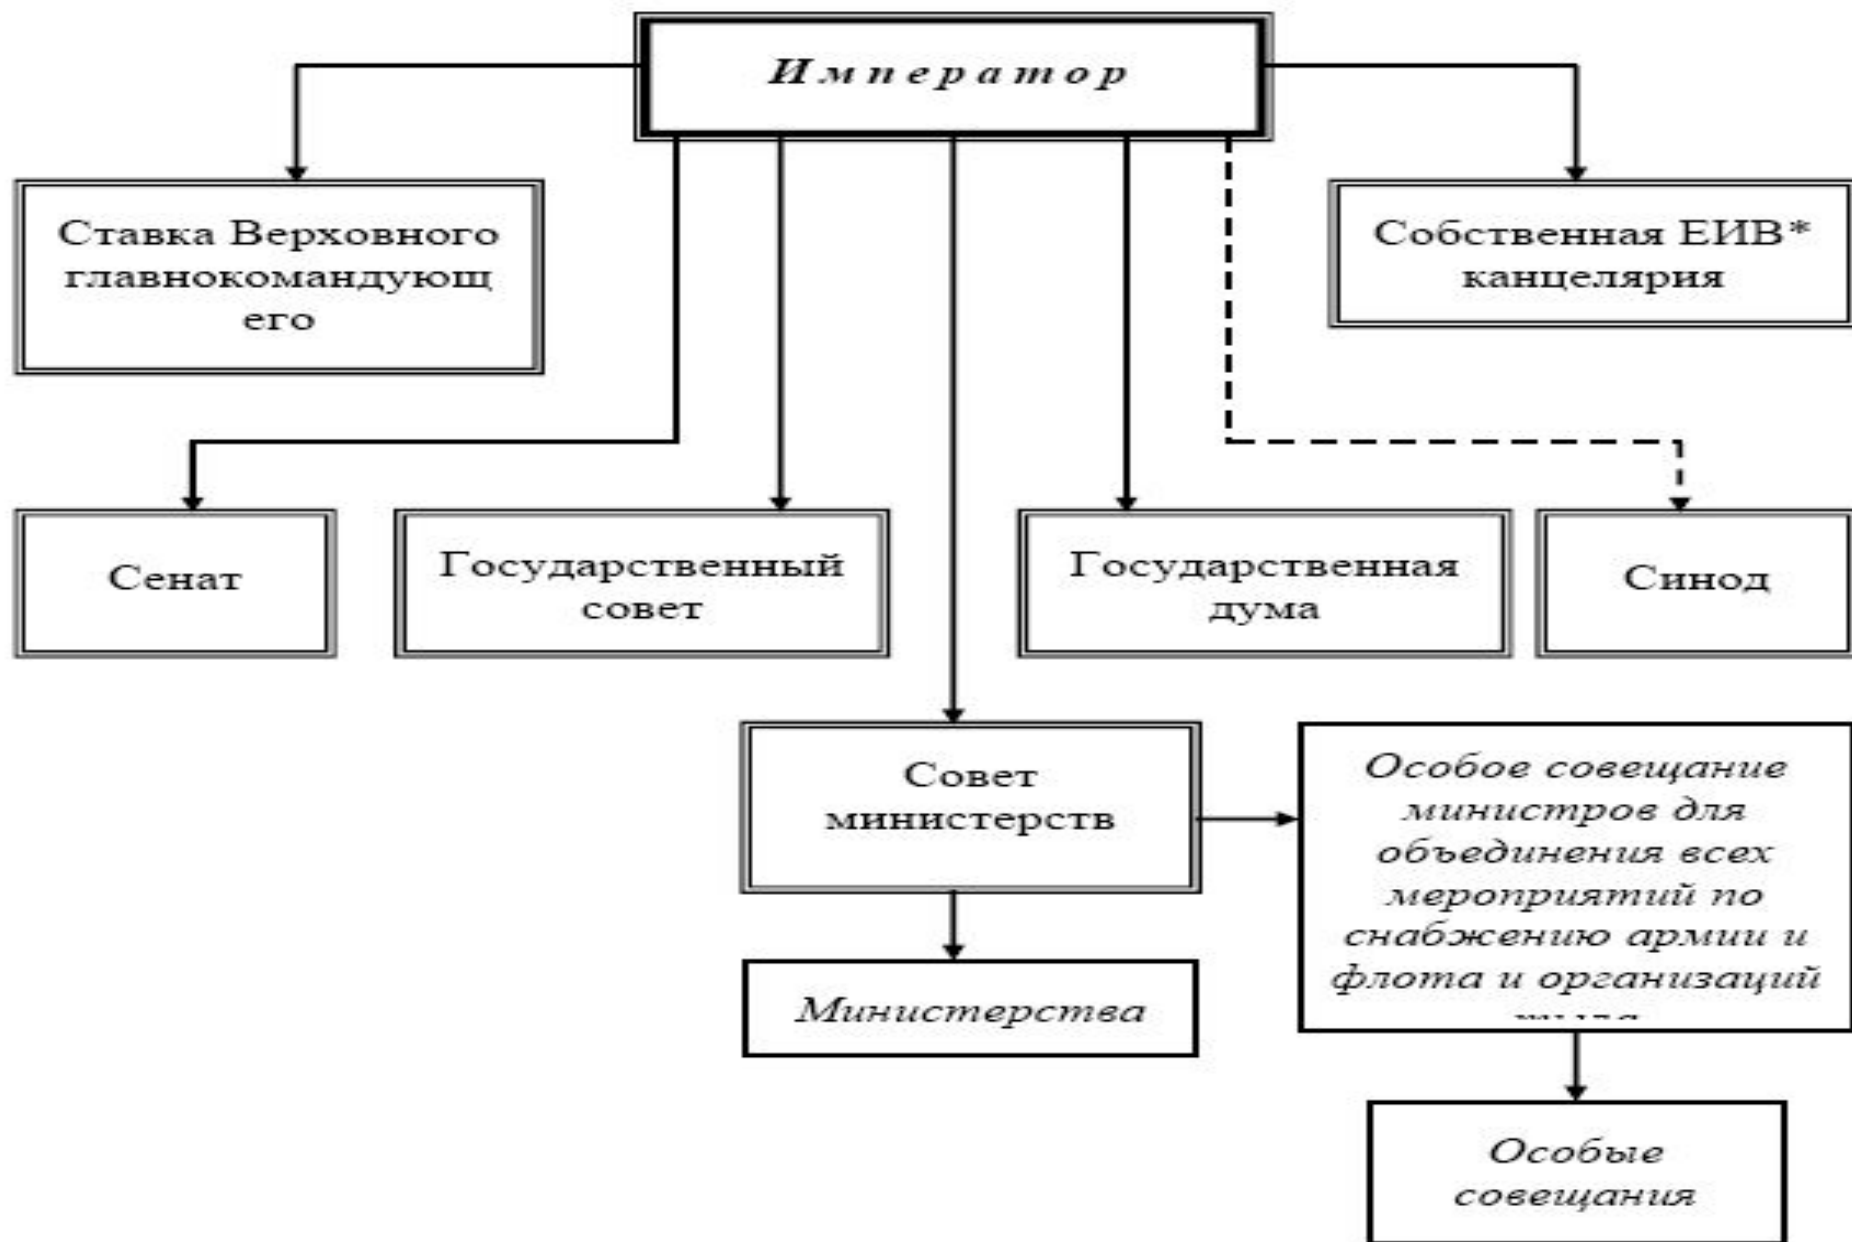 Император
Ставка Верховного
главнокомандующ
его
Собственная ЕИВ*
канцелярия
Сенат
Государственный
совет
Государственная
дума
Синод
Совет
министерств
Особое совещание
министров для
объединения всех
мероприятий по
снабжению армии и
флота и организаций
Министерства
Особые
совещания